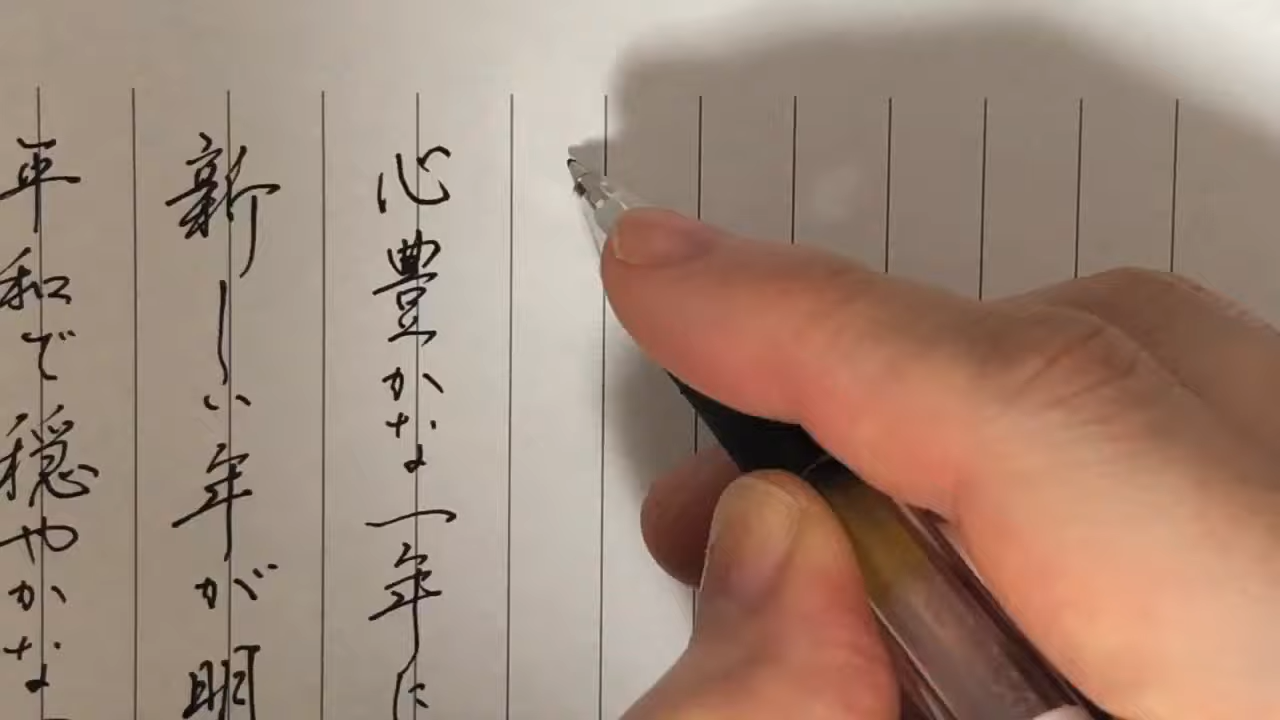 心豊かな一年に
新しい年が明
平和で穏やかな